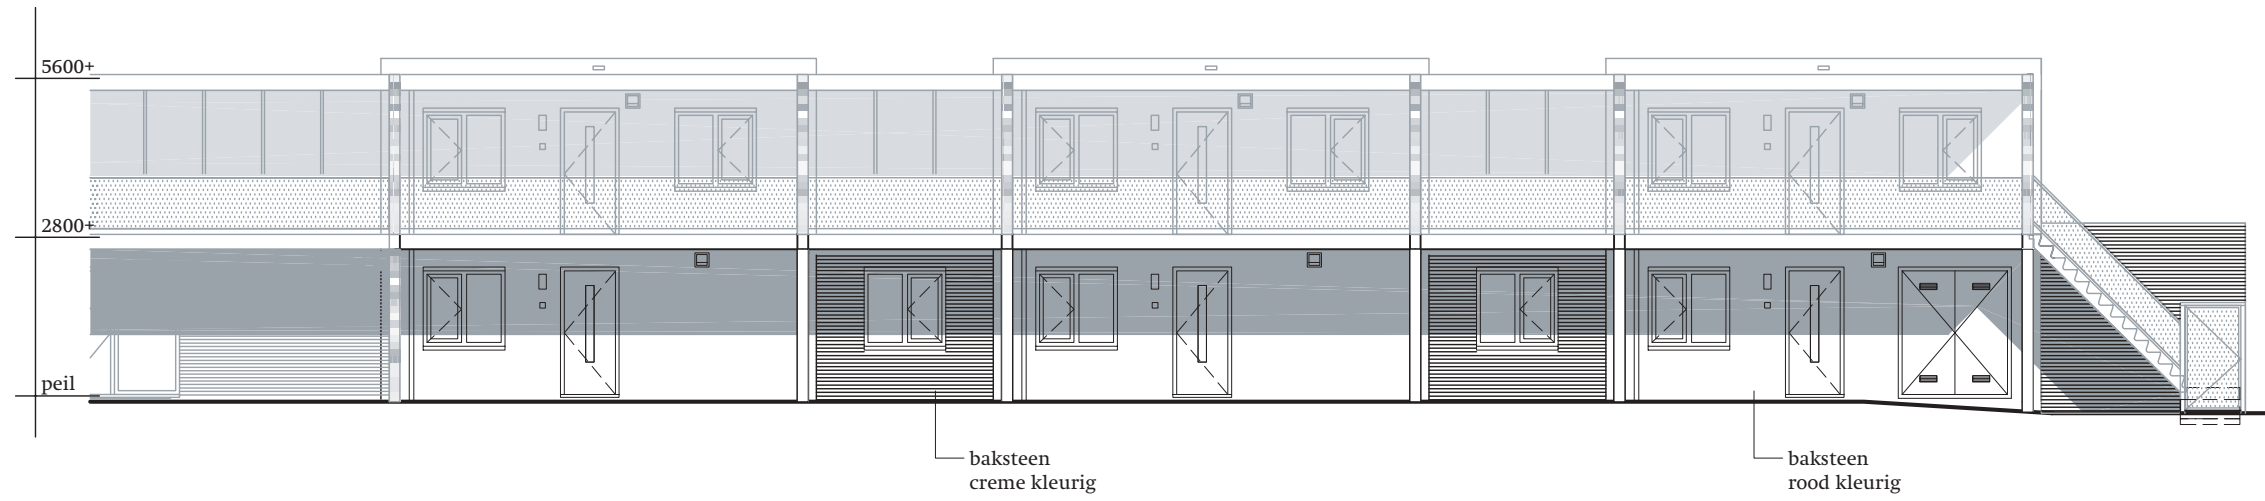 5600+
2800+
peil
baksteen
creme kleurig
baksteen
rood kleurig